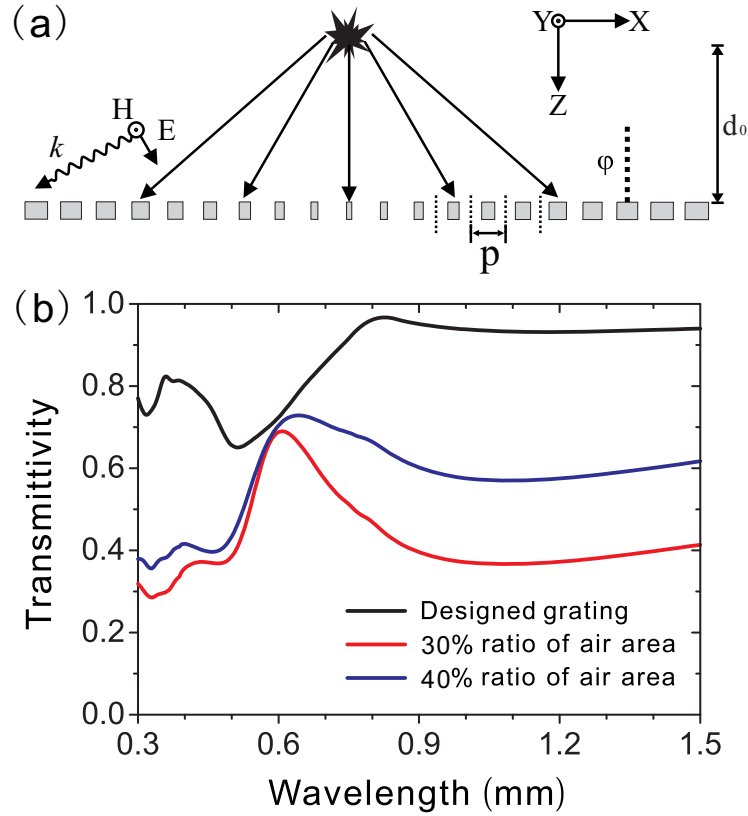 (a)
Y X
Z
H E
k
d₀
φ
p
(b)
1.0
0.8
0.6
0.4
0.2
0.0
Transmittivity
Designed grating
30% ratio of air area
40% ratio of air area
0.3 0.6 0.9 1.2 1.5
Wavelength (mm)